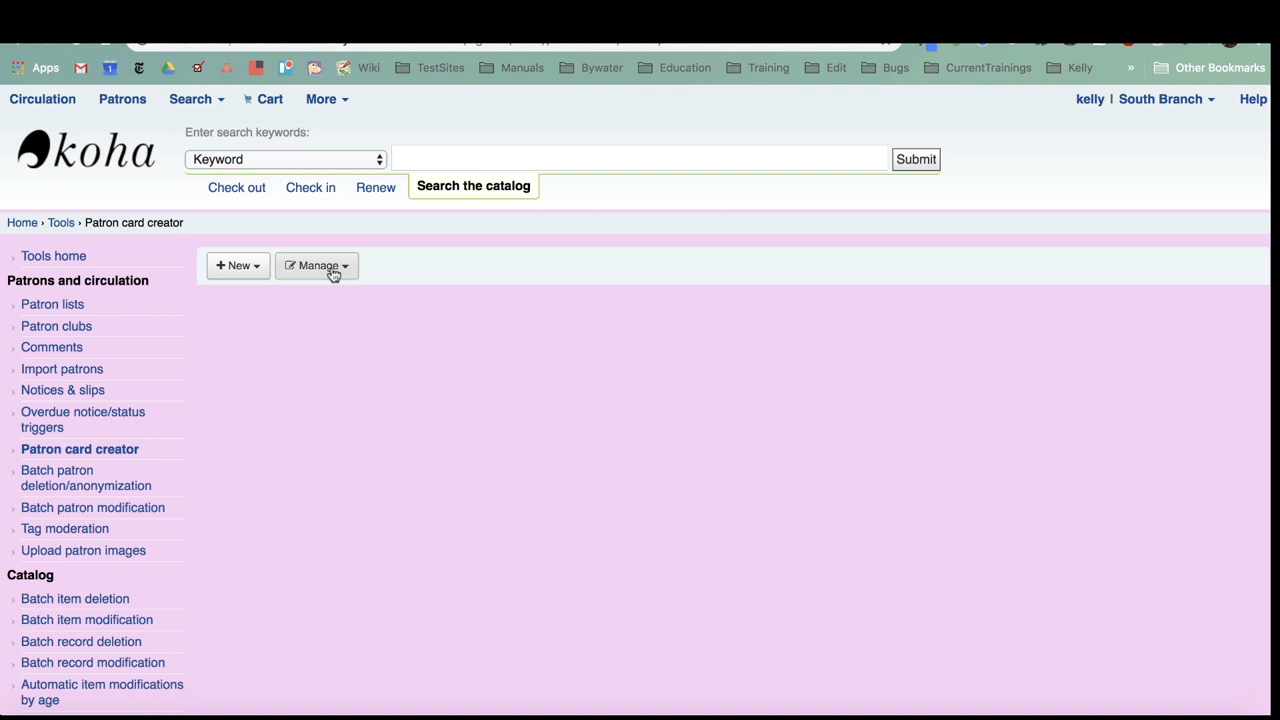 Apps Wiki TestSites Manuals Bywater Education Training Edit Bugs CurrentTrainings Kelly » Other Bookmarks
Circulation Patrons Search Cart More kelly | South Branch Help
koha
Enter search keywords:
Keyword Submit
Check out Check in Renew Search the catalog
Home › Tools › Patron card creator
Tools home
+ New Manage
Patrons and circulation
Patron lists
Patron clubs
Comments
Import patrons
Notices & slips
Overdue notice/status
triggers
Patron card creator
Batch patron
deletion/anonymization
Batch patron modification
Tag moderation
Upload patron images
Catalog
Batch item deletion
Batch item modification
Batch record deletion
Batch record modification
Automatic item modifications
by age